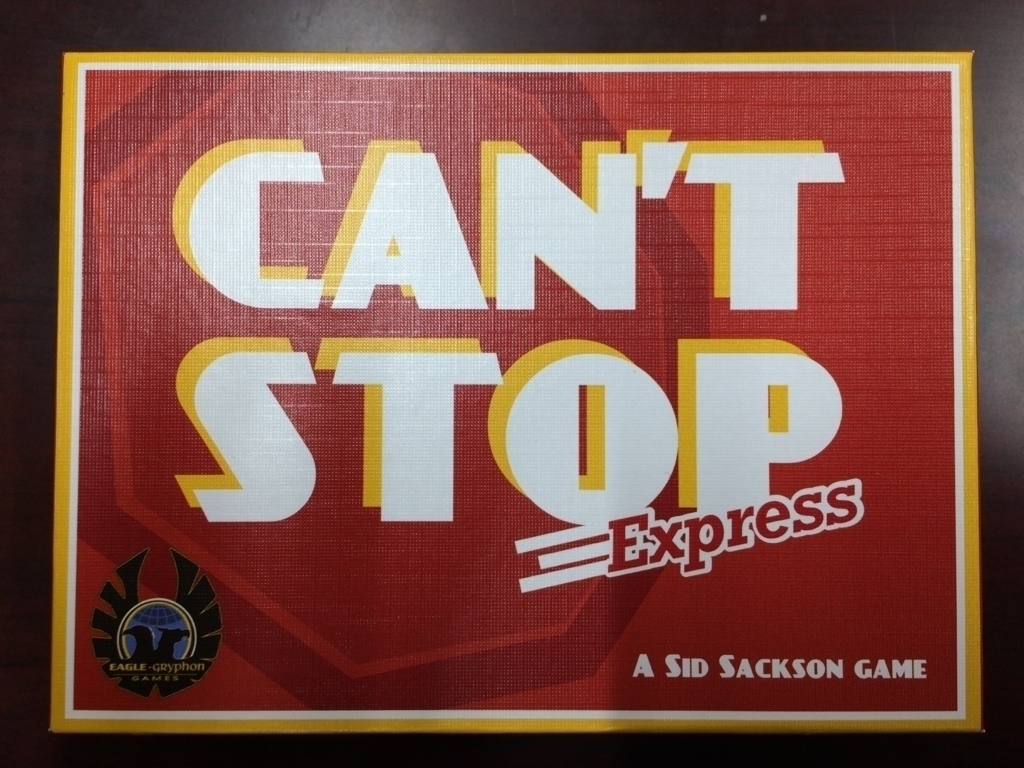 CAN'T
STOP
Express
EAGLE-GRYPHON
GAMES
A SID SACKSON GAME